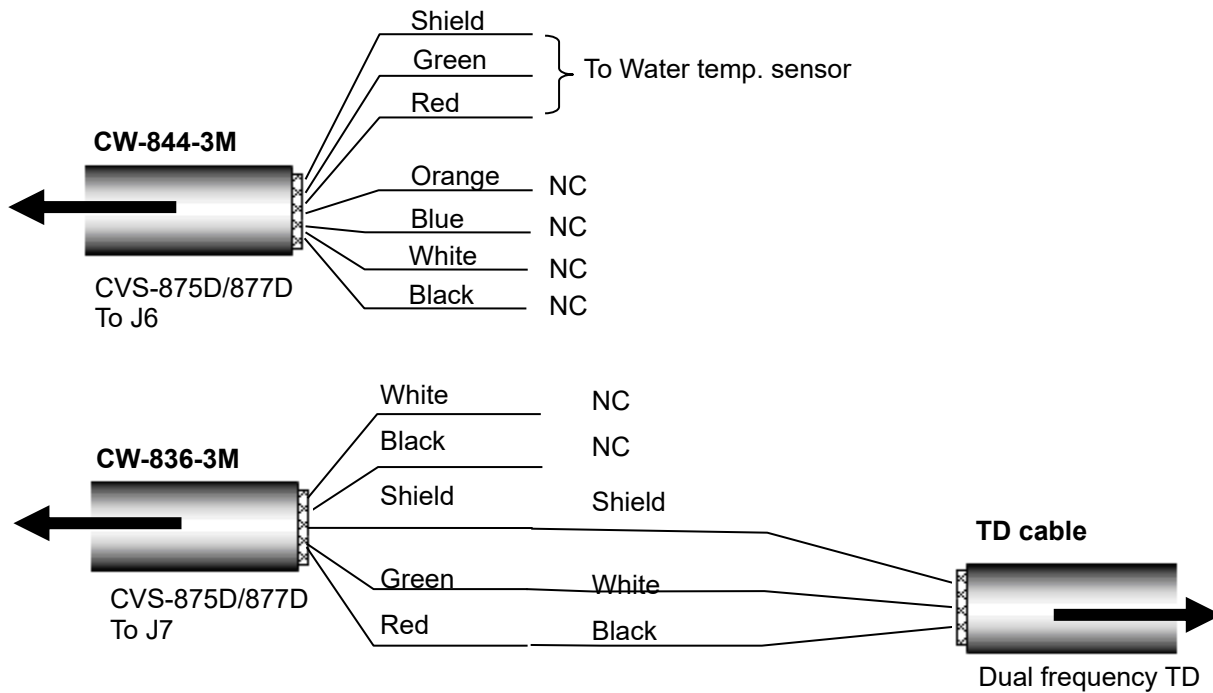 Shield
Green
To Water temp. sensor
Red
CW-844-3M
Orange NC
Blue NC
White NC
Black NC
CVS-875D/877D
To J6
White NC
Black NC
CW-836-3M
Shield Shield
TD cable
Green White
CVS-875D/877D
To J7
Red Black
Dual frequency TD